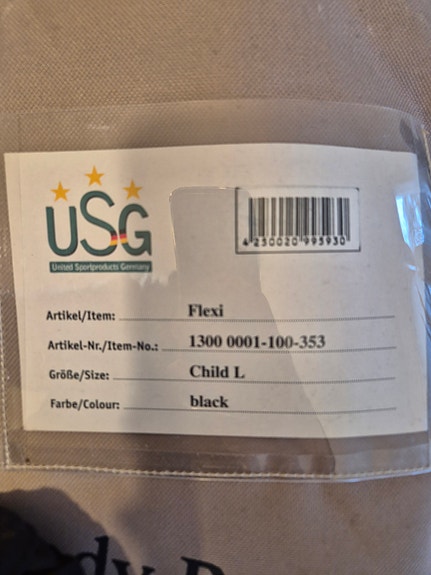 USG
United Sportproducts Germany
4 250020 995930
Artikel/Item: Flexi
Artikel-Nr./Item-No.: 1300 0001-100-353
Größe/Size: Child L
Farbe/Colour: black